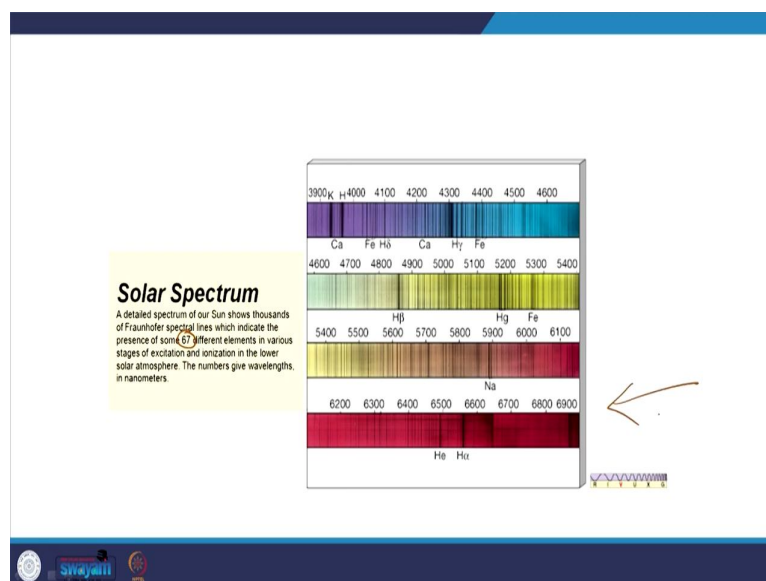 3900 K H 4000 4100 4200 4300 4400 4500 4600
Ca Fe Hδ Ca Hγ Fe
4600 4700 4800 4900 5000 5100 5200 5300 5400
Hβ Hg Fe
5400 5500 5600 5700 5800 5900 6000 6100
Na
6200 6300 6400 6500 6600 6700 6800 6900
He Hα
Solar Spectrum
A detailed spectrum of our Sun shows thousands
of Fraunhofer spectral lines which indicate the
presence of some 67 different elements in various
stages of excitation and ionization in the lower
solar atmosphere. The numbers give wavelengths,
in nanometers.
R I V U X G
swayam